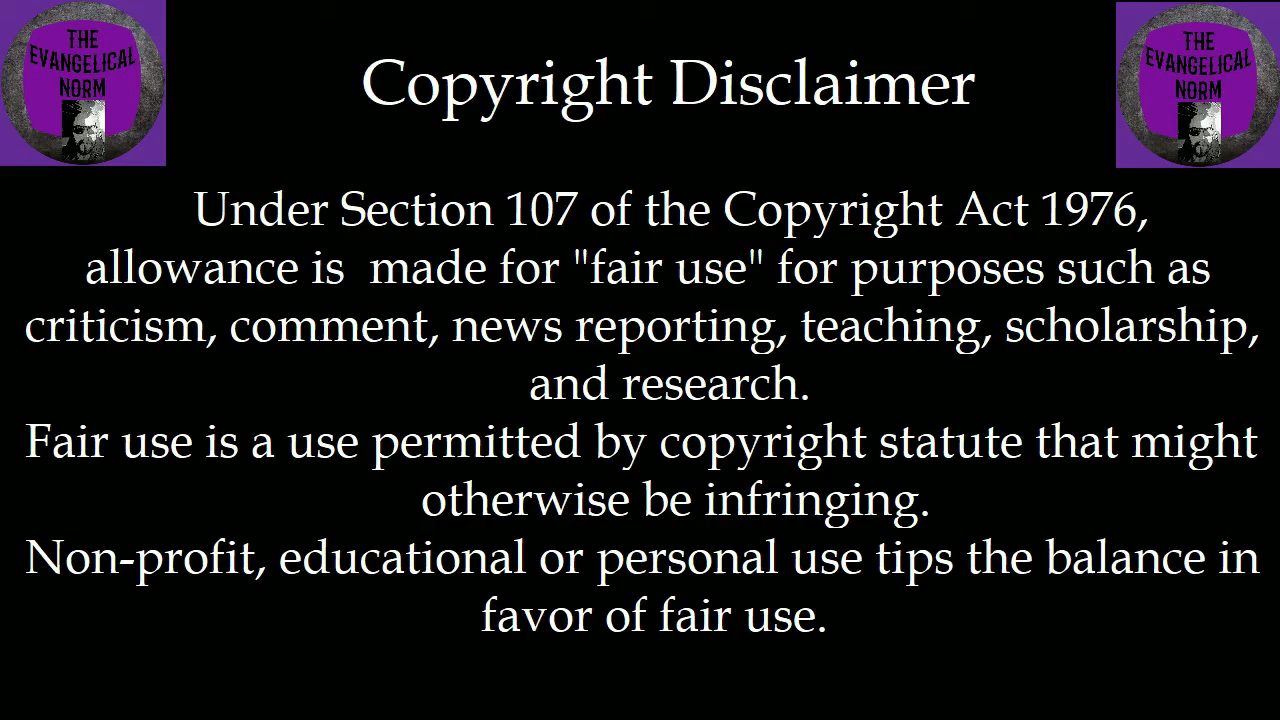 THE
EVANGELICAL
NORM
THE
EVANGELICAL
NORM
Copyright Disclaimer
Under Section 107 of the Copyright Act 1976,
allowance is  made for "fair use" for purposes such as
criticism, comment, news reporting, teaching, scholarship,
and research.
Fair use is a use permitted by copyright statute that might
otherwise be infringing.
Non-profit, educational or personal use tips the balance in
favor of fair use.